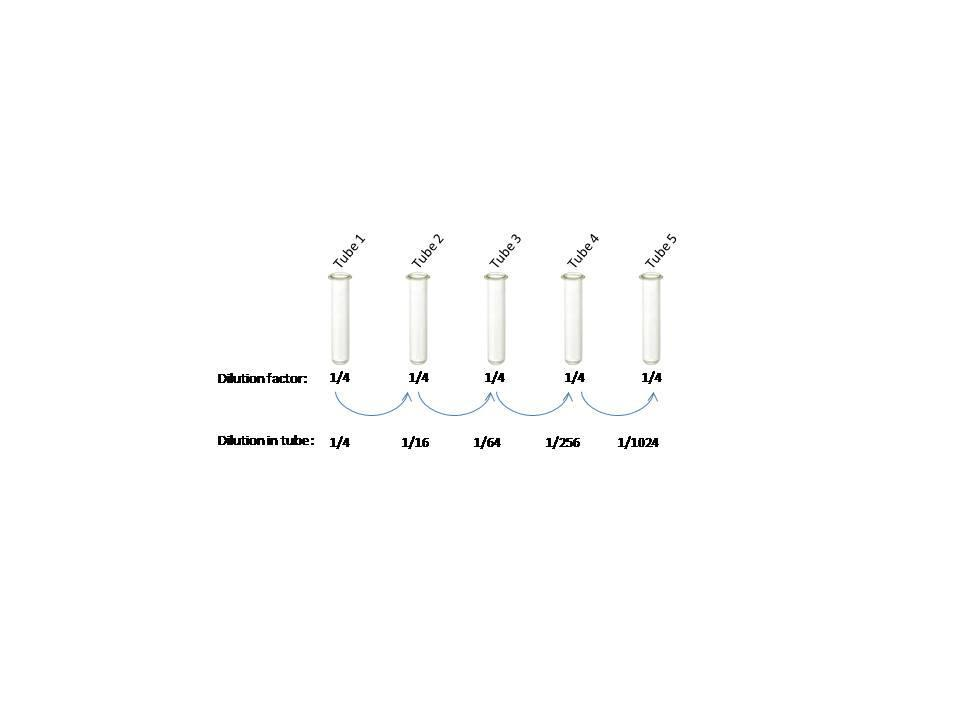 Tube 1 Tube 2 Tube 3 Tube 4 Tube 5
Dilution factor: 1/4 1/4 1/4 1/4 1/4
Dilution in tube: 1/4 1/16 1/64 1/256 1/1024